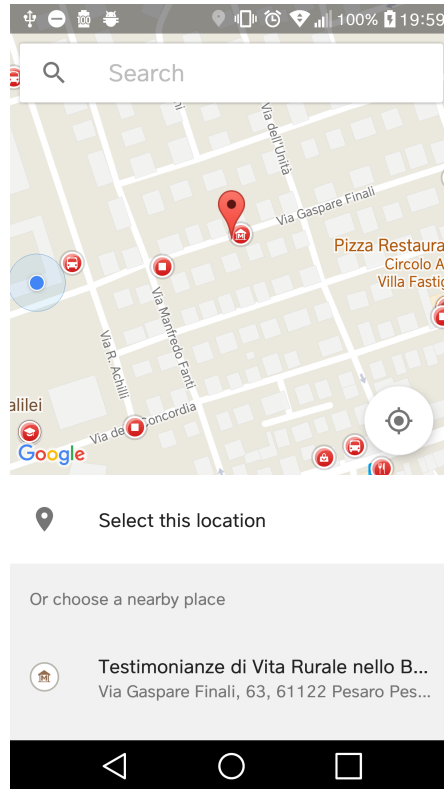 100 100% 19:59
Search
Via dell'Unità
Via Gaspare Finali
Pizza Restaura
Circolo A
Villa Fastig
Via R. Achilli
Via Manfredo Fanti
alilei
Via de Concordia
Google
Select this location
Or choose a nearby place
Testimonianze di Vita Rurale nello B...
Via Gaspare Finali, 63, 61122 Pesaro Pes...